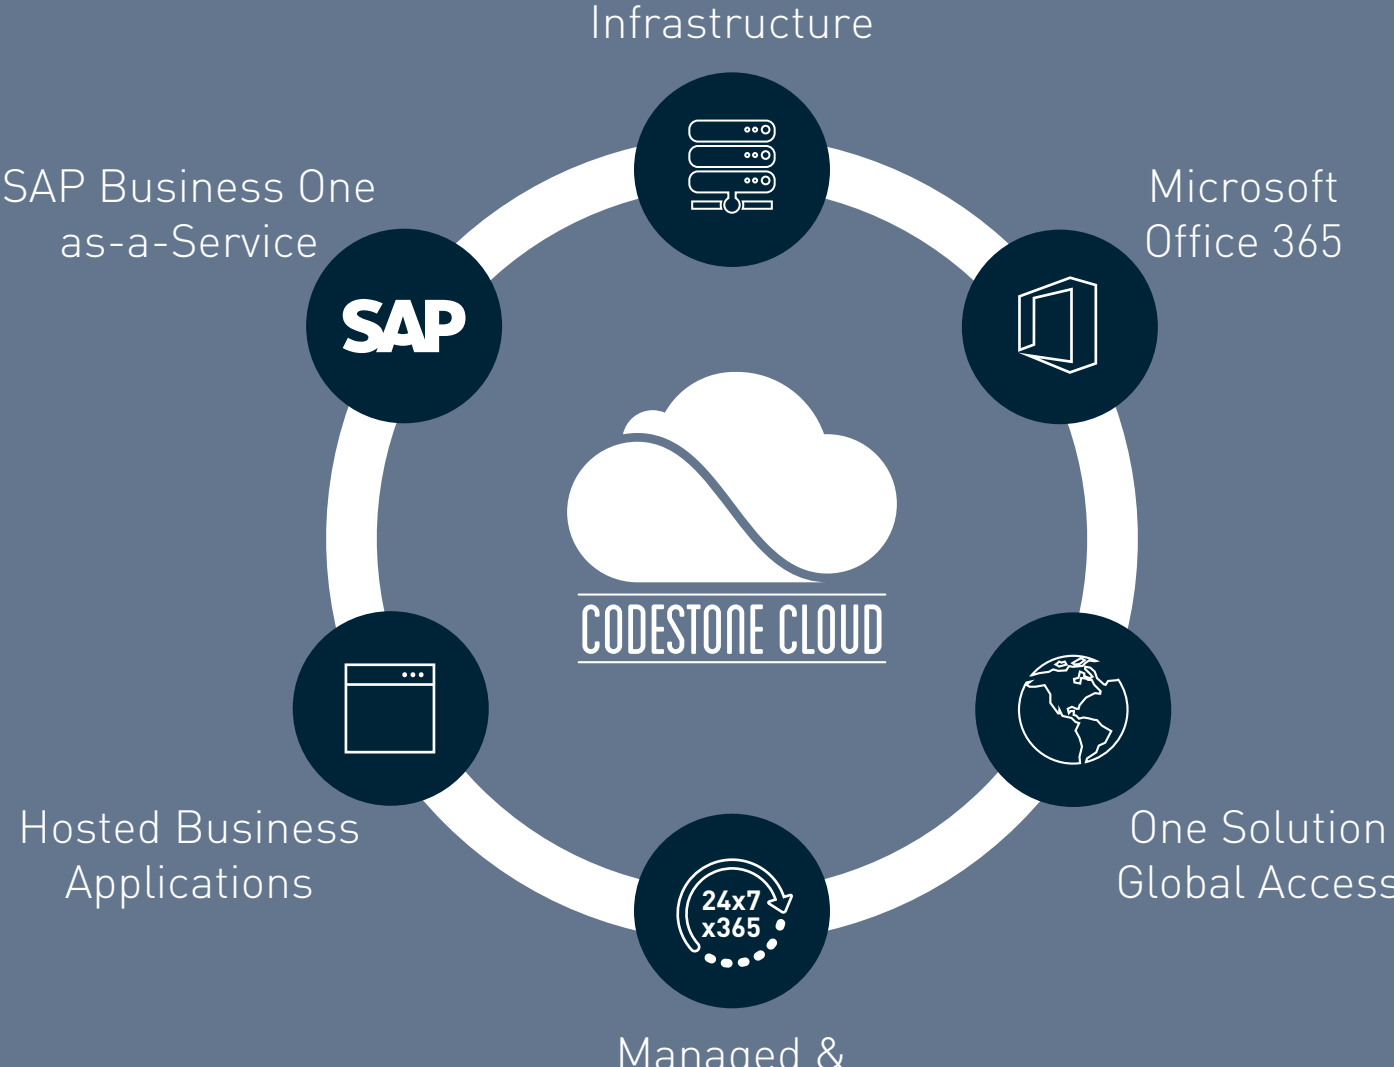 Infrastructure
SAP Business One
as-a-Service
Microsoft
Office 365
SAP
CODESTONE CLOUD
Hosted Business
Applications
One Solution
Global Access
24x7
x365
Managed &